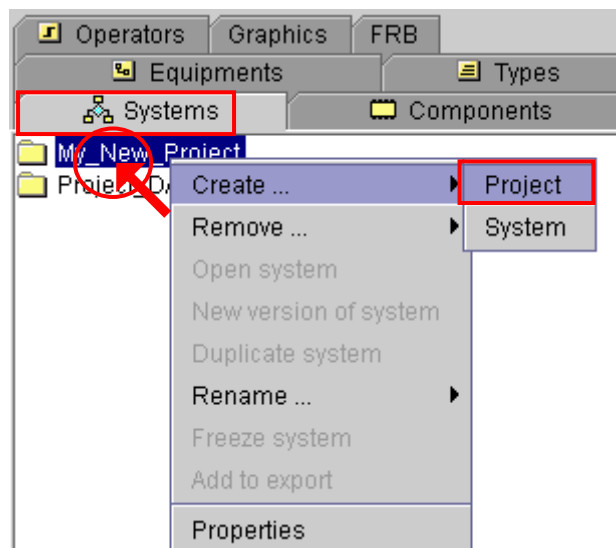 Operators Graphics FRB
Equipments Types
Systems Components
My_New_Project
Create ... Project
Remove ... System
Open system
New version of system
Duplicate system
Rename ...
Freeze system
Add to export
Properties